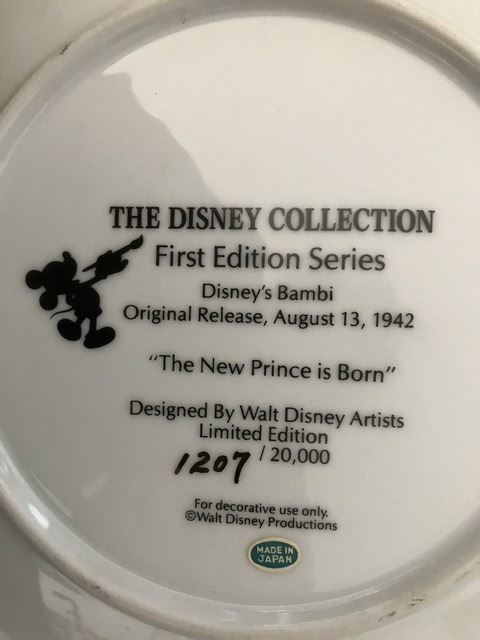 THE DISNEY COLLECTION
First Edition Series
Disney's Bambi
Original Release, August 13, 1942
"The New Prince is Born"
Designed By Walt Disney Artists
Limited Edition
1207 / 20,000
For decorative use only.
©Walt Disney Productions
MADE IN
JAPAN